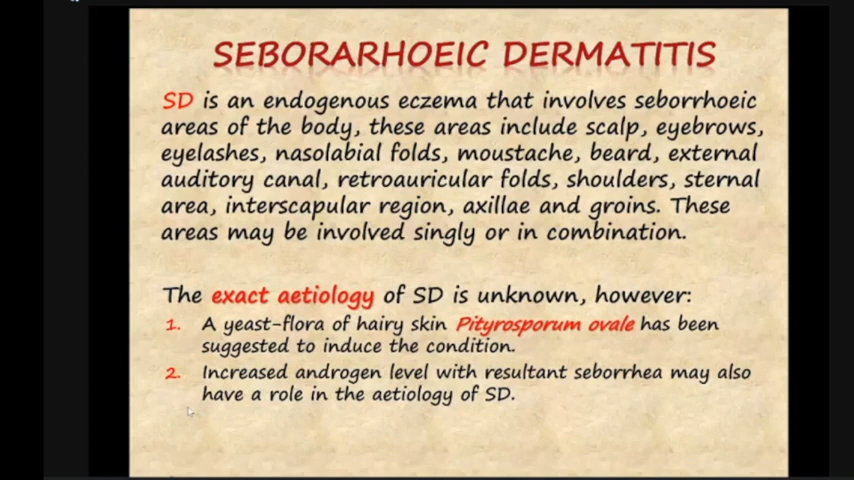 SEBORARHOEIC DERMATITIS
SD is an endogenous eczema that involves seborrhoeic
areas of the body, these areas include scalp, eyebrows,
eyelashes, nasolabial folds, moustache, beard, external
auditory canal, retroauricular folds, shoulders, sternal
area, interscapular region, axillae and groins. These
areas may be involved singly or in combination.
The exact aetiology of SD is unknown, however:
1. A yeast-flora of hairy skin Pityrosporum ovale has been
suggested to induce the condition.
2. Increased androgen level with resultant seborrhea may also
have a role in the aetiology of SD.